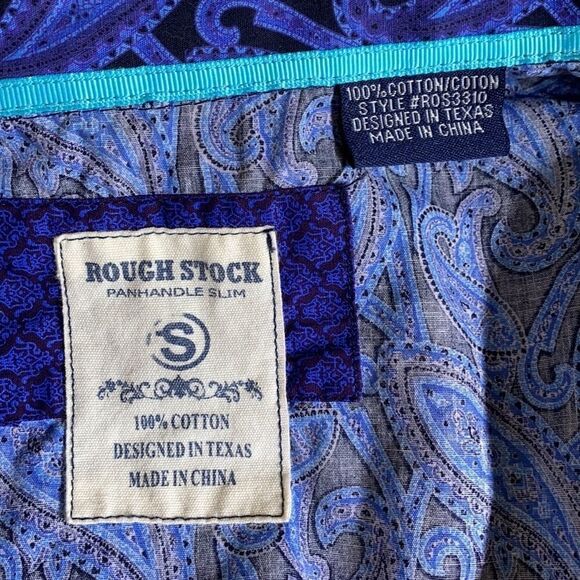 100% COTTON/COTON
STYLE #ROS3310
DESIGNED IN TEXAS
MADE IN CHINA
ROUGH STOCK
PANHANDLE SLIM
S
100% COTTON
DESIGNED IN TEXAS
MADE IN CHINA